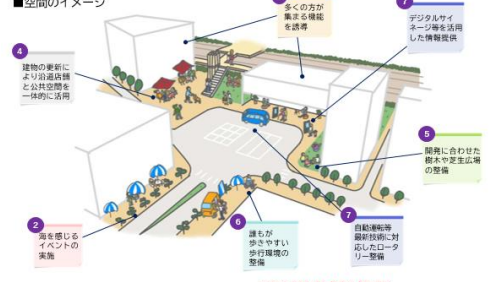 ■空間のイメージ
多くの方が
集まる機能
を誘導
7
デジタルサイ
ネージ等を活用
した情報提供
4
建物の更新に
より沿道店舗
と公共空間を
一体的に活用
5
開発に合わせた
樹木や芝生広場
の整備
2
海を感じる
イベントの
実施
6
誰もが
歩きやすい
歩行環境の
整備
7
自動運転等
最新技術に対
応したロータ
リー整備